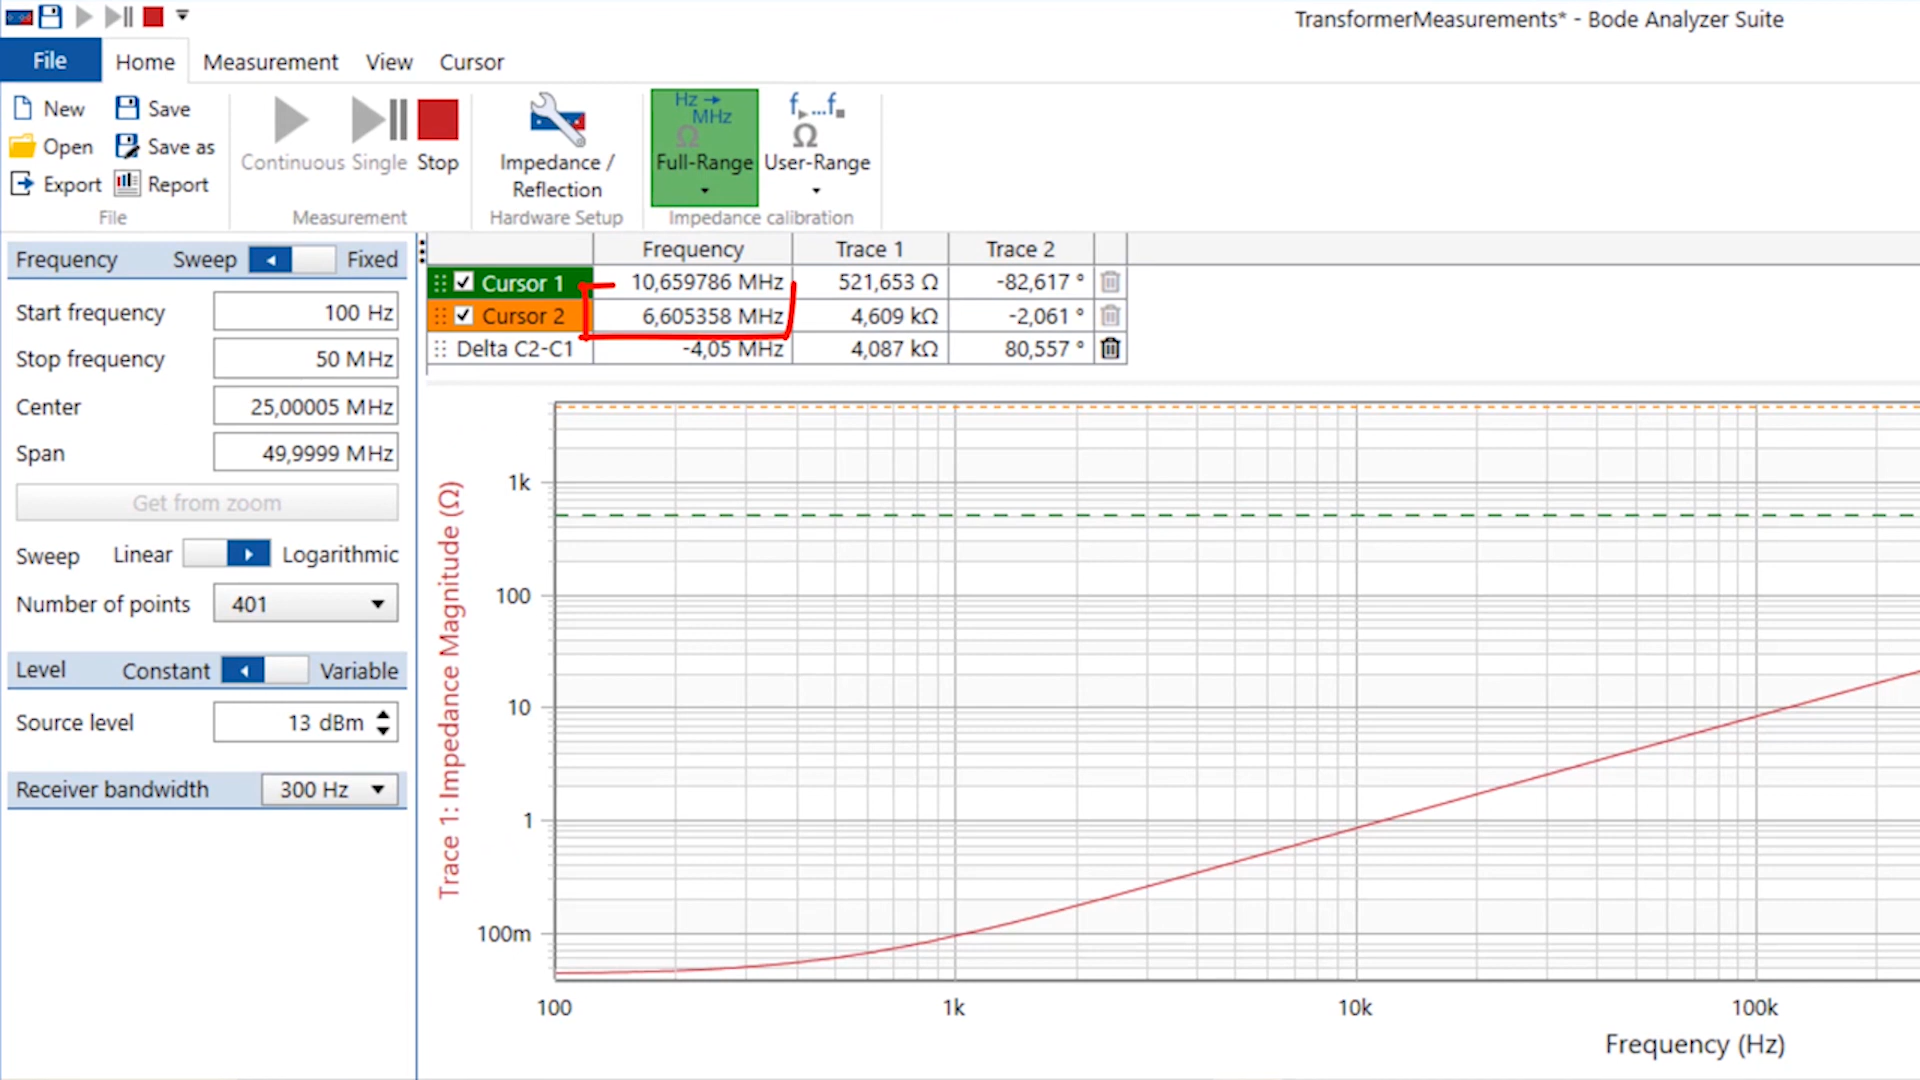 TransformerMeasurements* - Bode Analyzer Suite
File Home Measurement View Cursor
New Save
Open Save as
Export Report
File
Continuous Single Stop
Measurement
Impedance /
Reflection
Hardware Setup
Hz →
MHz
Ω
Full-Range
f...f
Ω
User-Range
Impedance calibration
Frequency Sweep Fixed
Start frequency 100 Hz
Stop frequency 50 MHz
Center 25,00005 MHz
Span 49,9999 MHz
Get from zoom
Sweep Linear Logarithmic
Number of points 401
Level Constant Variable
Source level 13 dBm
Receiver bandwidth 300 Hz
Frequency Trace 1 Trace 2
Cursor 1 10,659786 MHz 521,653 Ω -82,617 °
Cursor 2 6,605358 MHz 4,609 kΩ -2,061 °
Delta C2-C1 -4,05 MHz 4,087 kΩ 80,557 °
Trace 1: Impedance Magnitude (Ω)
1k
100
10
1
100m
100 1k 10k 100k
Frequency (Hz)